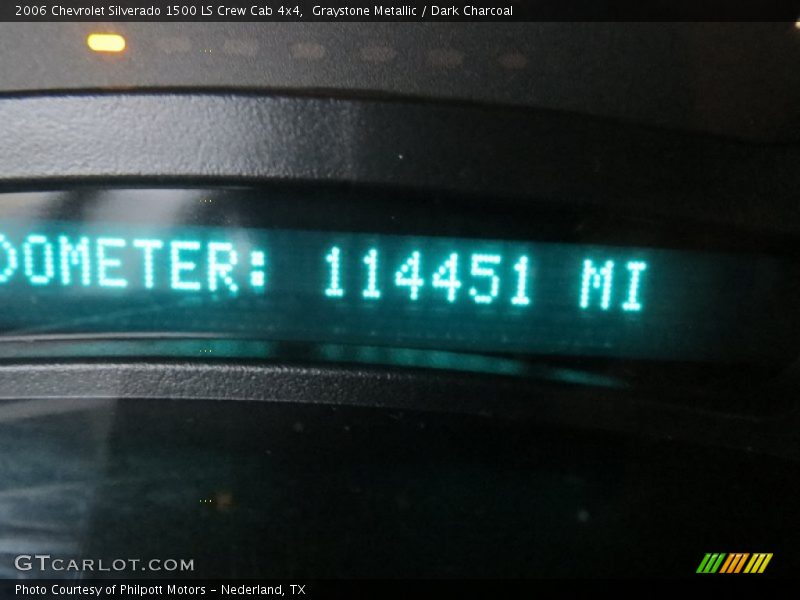 2006 Chevrolet Silverado 1500 LS Crew Cab 4x4, Graystone Metallic / Dark Charcoal
DOMETER: 114451 MI
GTCARLOT.COM
Photo Courtesy of Philpott Motors - Nederland, TX